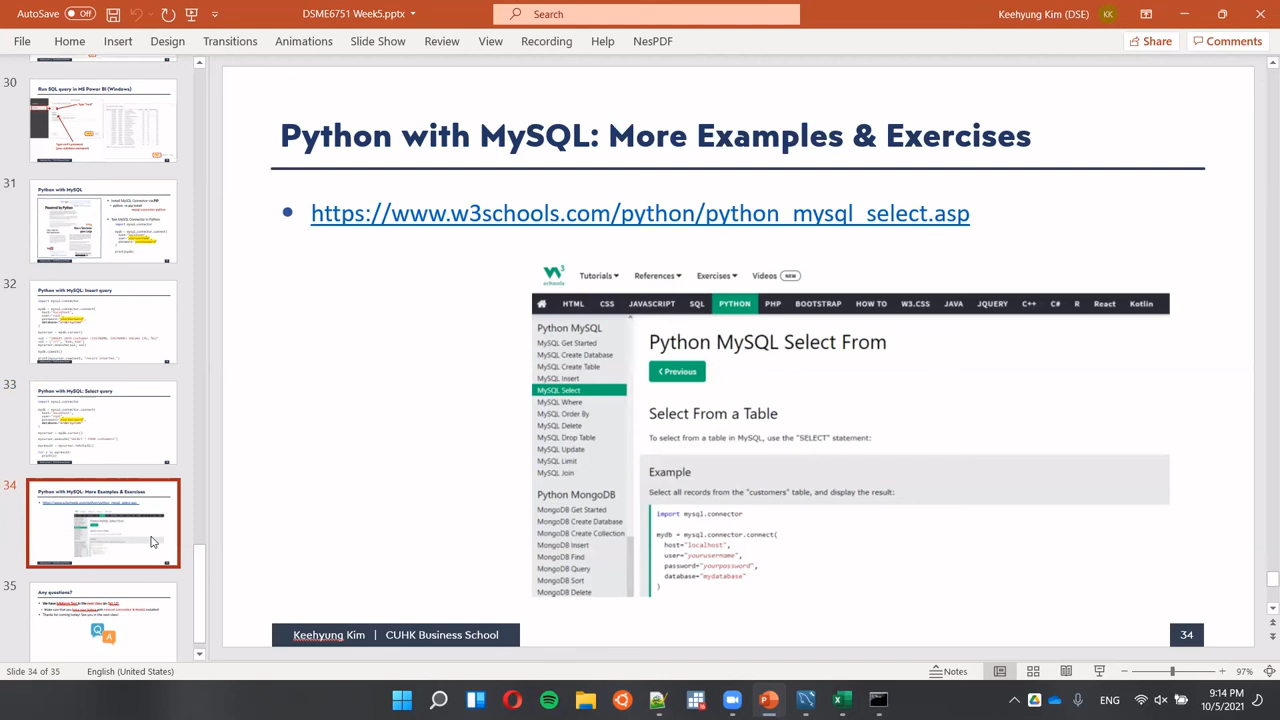 AutoSave Off
DSME6651 Week5.pptx
Search
Keehyung Kim (DSE)
KK
File Home Insert Design Transitions Animations Slide Show Review View Recording Help NesPDF
Share
Comments
30
Run SQL query in MS Power BI (Windows)
31
Python with MySQL
32
Python with MySQL: Insert query
33
Python with MySQL: Select query
34
Python with MySQL: More Examples & Exercises
Any questions?
Python with MySQL: More Examples & Exercises
• https://www.w3schools.com/python/python_mysql_select.asp
Tutorials References Exercises Videos NEW
HTML CSS JAVASCRIPT SQL PYTHON PHP BOOTSTRAP HOW TO W3.CSS JAVA JQUERY C++ C# R React Kotlin
Python MySQL
MySQL Get Started
MySQL Create Database
MySQL Create Table
MySQL Insert
MySQL Select
MySQL Where
MySQL Order By
MySQL Delete
MySQL Drop Table
MySQL Update
MySQL Limit
MySQL Join
Python MongoDB
MongoDB Get Started
MongoDB Create Database
MongoDB Create Collection
MongoDB Insert
MongoDB Find
MongoDB Query
MongoDB Sort
MongoDB Delete
Python MySQL Select From
❮ Previous
Select From a Table
To select from a table in MySQL, use the "SELECT" statement:
Example
Select all records from the "customers" table, and display the result:
import mysql.connector
mydb = mysql.connector.connect(
host="localhost",
user="yourusername",
password="yourpassword",
database="mydatabase"
)
Keehyung Kim | CUHK Business School
34
Slide 34 of 35
English (United States)
Notes
97%
ENG
9:14 PM
10/5/2021